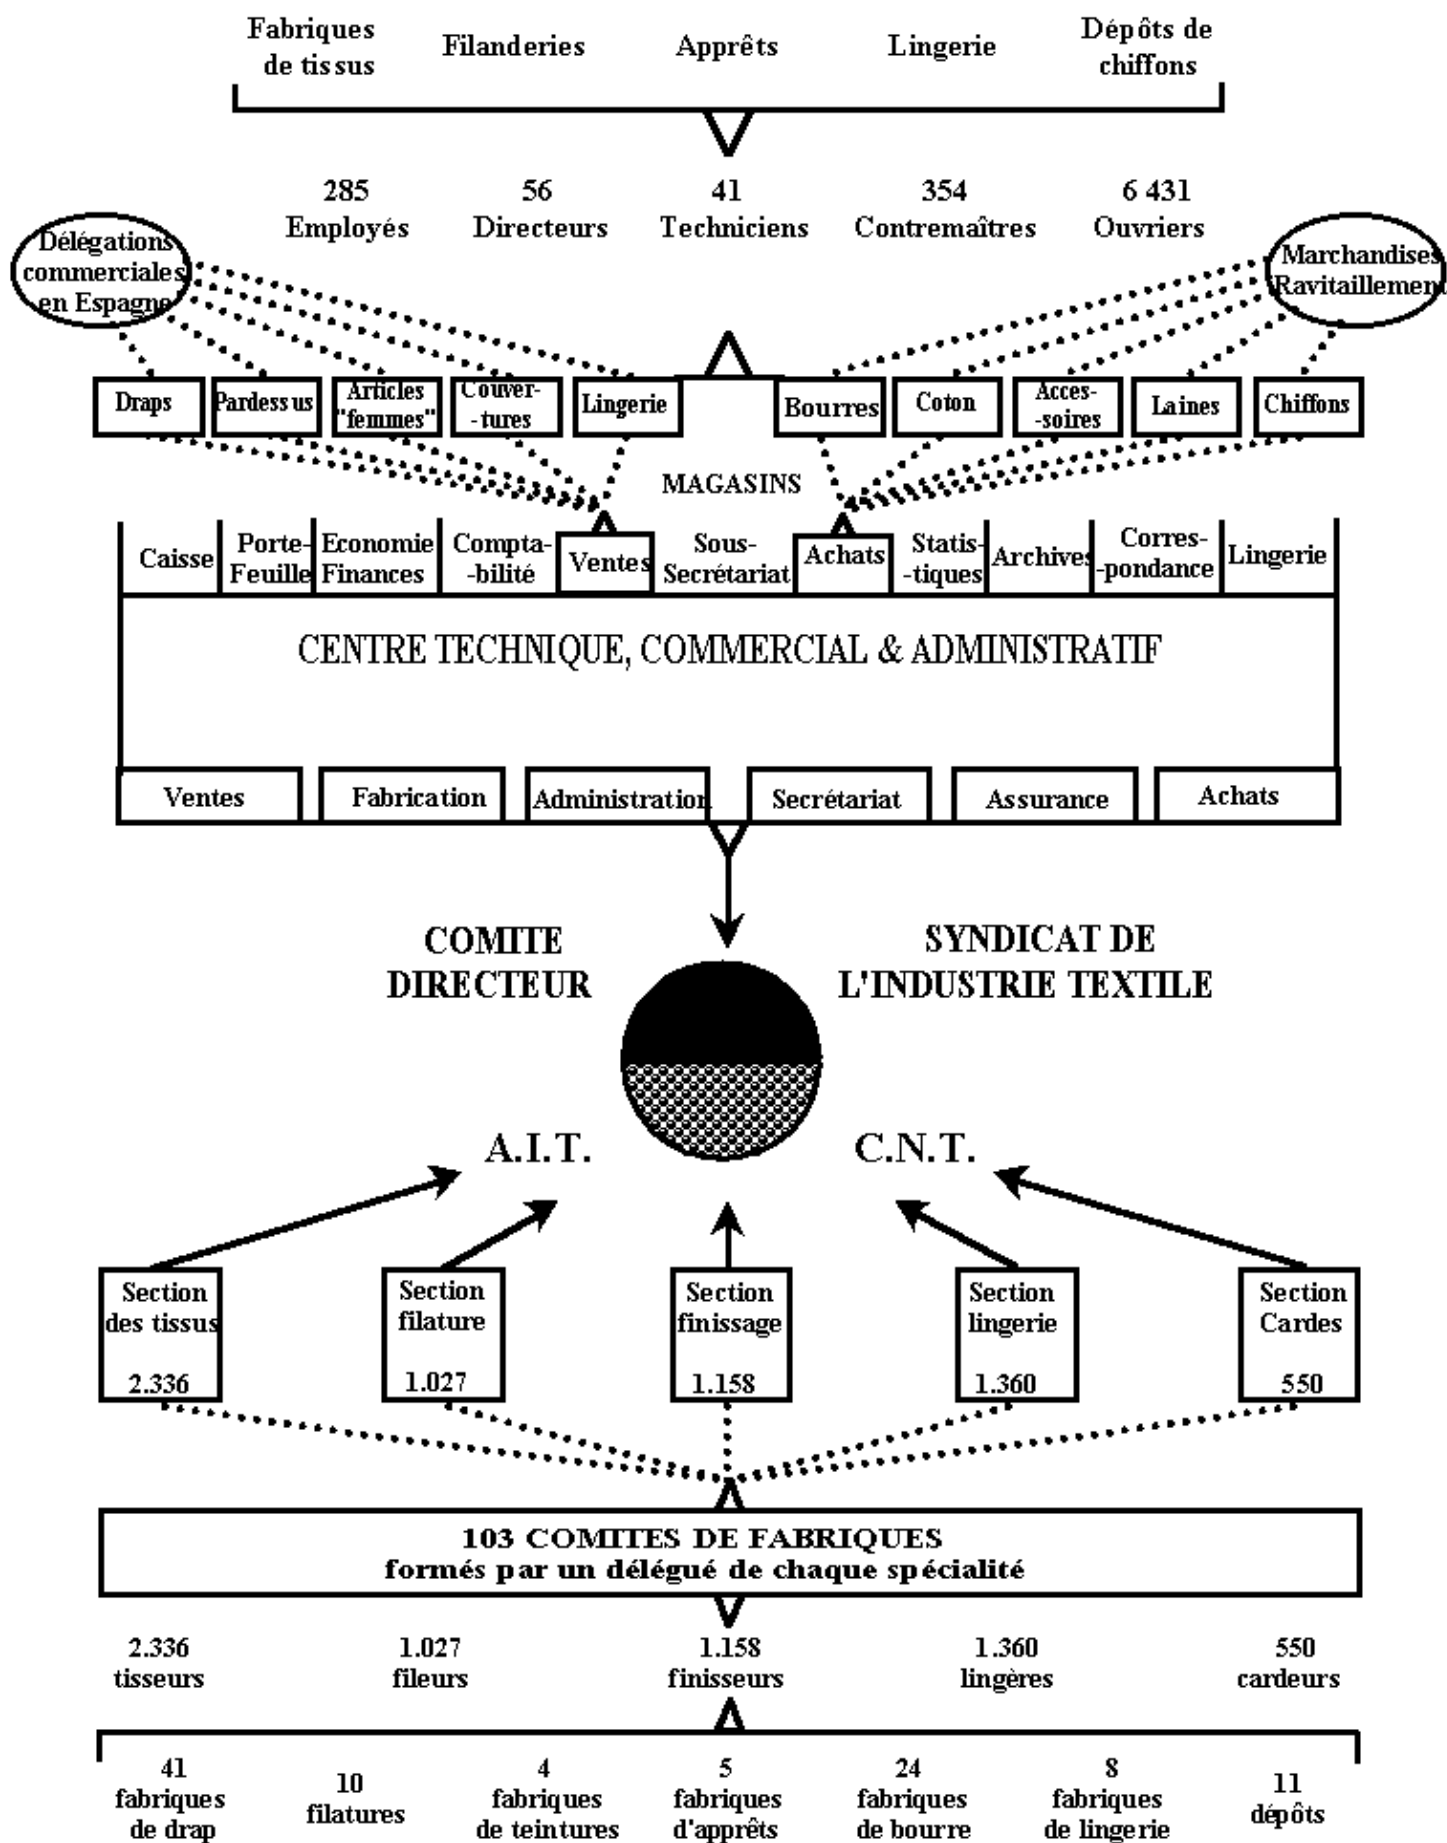 Fabriques
de tissus
Filanderies
Apprêts
Lingerie
Dépôts de
chiffons
285
Employés
56
Directeurs
41
Techniciens
354
Contremaîtres
6 431
Ouvriers
Délégations
commerciales
en Espagne
Marchandises
Ravitaillement
Draps
Pardessus
Articles
"femmes"
Couver-
-tures
Lingerie
Bourres
Coton
Acces-
-soires
Laines
Chiffons
MAGASINS
Caisse
Porte-
Feuille
Economie
Finances
Compta-
-bilité
Ventes
Sous-
Secrétariat
Achats
Statis-
-tiques
Archives
Corres-
-pondance
Lingerie
CENTRE TECHNIQUE, COMMERCIAL & ADMINISTRATIF
Ventes
Fabrication
Administration
Secrétariat
Assurance
Achats
COMITE
DIRECTEUR
SYNDICAT DE
L'INDUSTRIE TEXTILE
A.I.T.
C.N.T.
Section
des tissus
2.336
Section
filature
1.027
Section
finissage
1.158
Section
lingerie
1.360
Section
Cardes
550
103 COMITES DE FABRIQUES
formés par un délégué de chaque spécialité
2.336
tisseurs
1.027
fileurs
1.158
finisseurs
1.360
lingères
550
cardeurs
41
fabriques
de drap
10
filatures
4
fabriques
de teintures
5
fabriques
d'apprêts
24
fabriques
de bourre
8
fabriques
de lingerie
11
dépôts